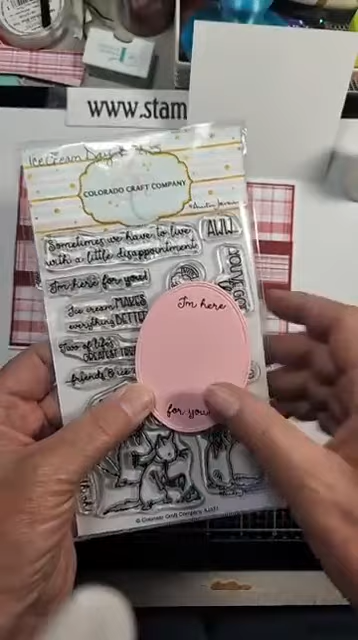 www.stam
Ice Cream Day
COLORADO CRAFT COMPANY
Sometimes we have to live
with a little disappointment
AWW
I'm here for you!
Ice cream MAKES
everything BETTER
Two of life's
GREATEST
friends & ice
I'm here
for you
© Colorado Craft Company